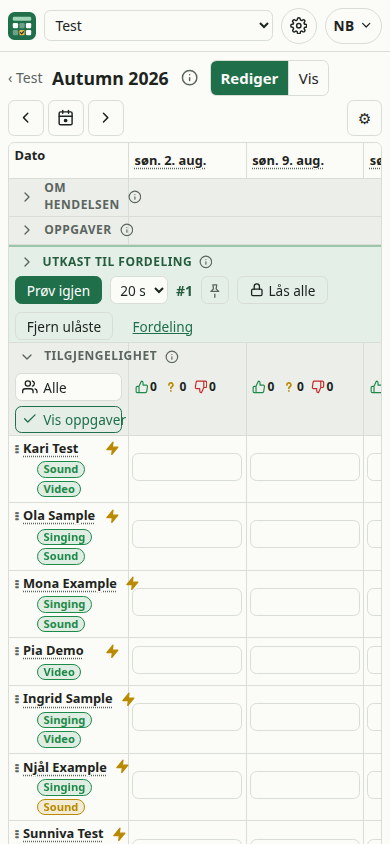 Test NB
‹ Test Autumn 2026 Rediger Vis
Dato søn. 2. aug. søn. 9. aug.
OM
HENDELSEN
OPPGAVER
UTKAST TIL FORDELING
Prøv igjen 20 s #1 Lås alle
Fjern ulåste Fordeling
TILGJENGELIGHET
Alle 0 ? 0 0 0 ? 0 0
Vis oppgaver
Kari Test
Sound
Video
Ola Sample
Singing
Sound
Mona Example
Singing
Sound
Pia Demo
Video
Ingrid Sample
Singing
Video
Njål Example
Singing
Sound
Sunniva Test